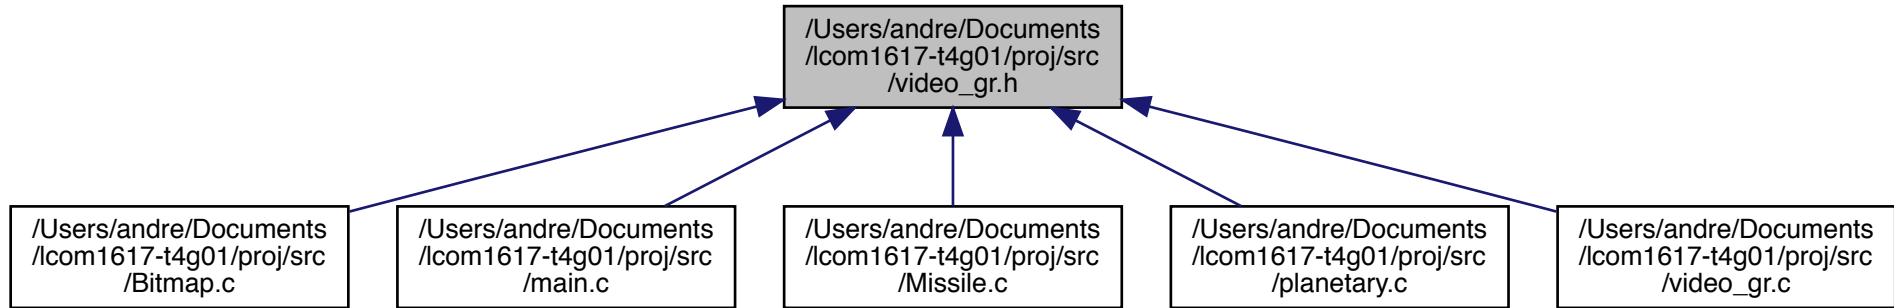 /Users/andre/Documents
/lcom1617-t4g01/proj/src
/video_gr.h
/Users/andre/Documents
/lcom1617-t4g01/proj/src
/Bitmap.c
/Users/andre/Documents
/lcom1617-t4g01/proj/src
/main.c
/Users/andre/Documents
/lcom1617-t4g01/proj/src
/Missile.c
/Users/andre/Documents
/lcom1617-t4g01/proj/src
/planetary.c
/Users/andre/Documents
/lcom1617-t4g01/proj/src
/video_gr.c